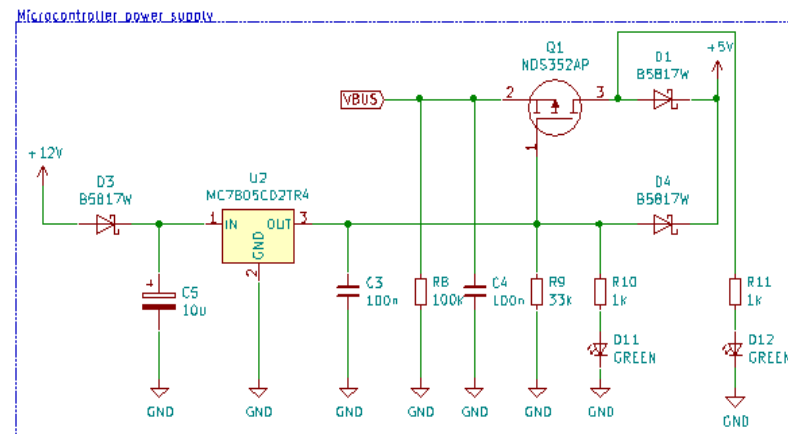 Microcontroller power supply
Q1
NDS352AP
D1
B5817W
+5V
VBUS
2
3
1
+12V
D3
B5817W
U2
MC7805CD2TR4
1
IN
OUT
3
GND
2
D4
B5817W
C5
10u
C3
100n
R8
100k
C4
100n
R9
33k
R10
1k
R11
1k
D11
GREEN
D12
GREEN
GND
GND
GND
GND
GND
GND
GND
GND